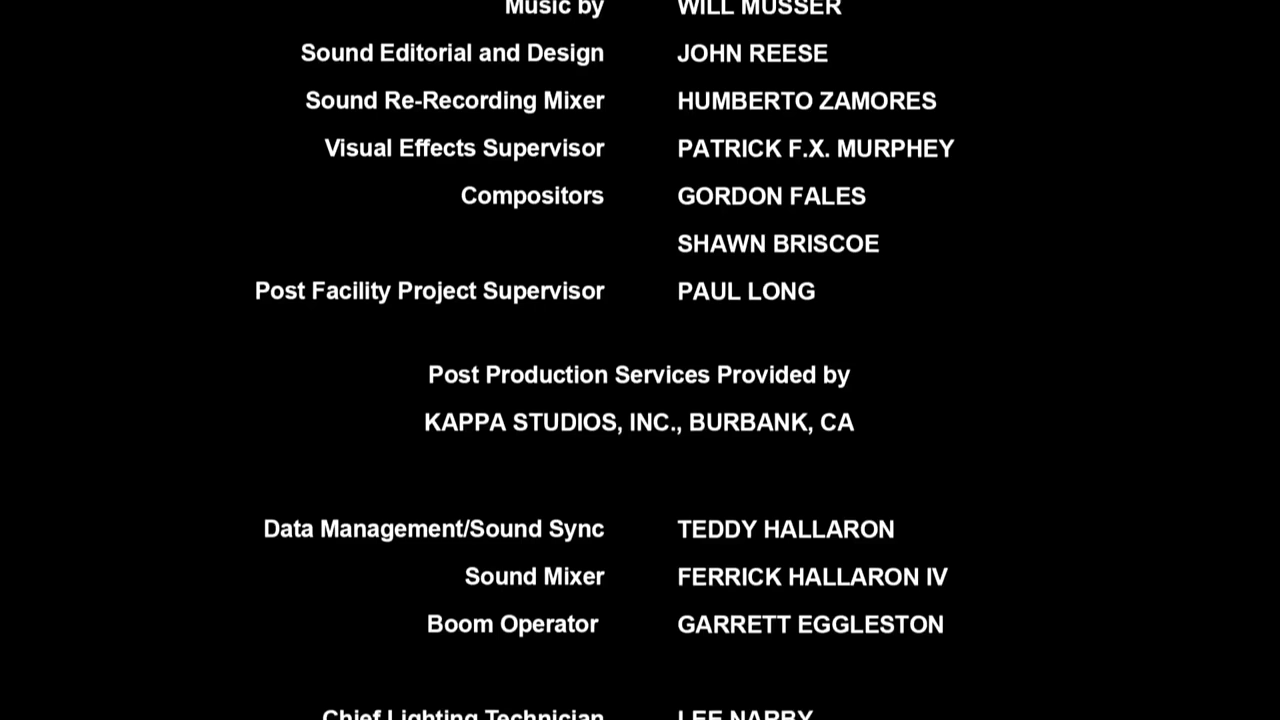 Music by WILL MUSSER
Sound Editorial and Design JOHN REESE
Sound Re-Recording Mixer HUMBERTO ZAMORES
Visual Effects Supervisor PATRICK F.X. MURPHEY
Compositors GORDON FALES
SHAWN BRISCOE
Post Facility Project Supervisor PAUL LONG
Post Production Services Provided by
KAPPA STUDIOS, INC., BURBANK, CA
Data Management/Sound Sync TEDDY HALLARON
Sound Mixer FERRICK HALLARON IV
Boom Operator GARRETT EGGLESTON
Chief Lighting Technician LEE